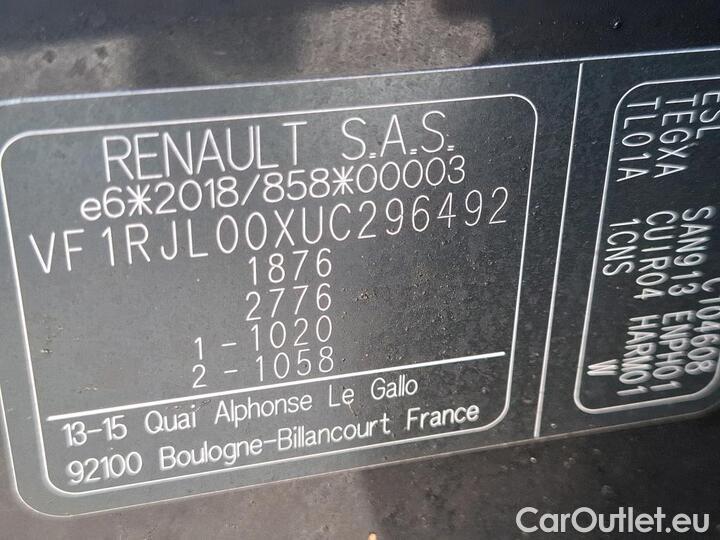 RENAULT S.A.S.
e6*2018/858*00003
VF1RJL00XUC296492
1876
2776
1 - 1020
2 - 1058
13-15 Quai Alphonse Le Gallo
92100 Boulogne-Billancourt France
C104608
SAN913 ENPH01
TEGXA CUIR04 HARM01
TL01A 1CNS W
CarOutlet.eu